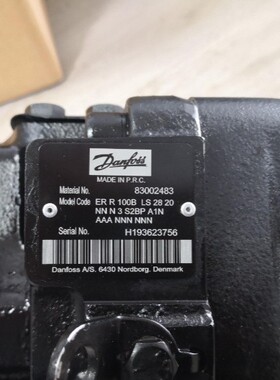 Danfoss
MADE IN P.R.C.
Material No. 83002483
Model Code ER R 100B LS 28 20
NN N 3 S2BP A1N
AAA NNN NNN
Serial No. H193623756
Danfoss A/S. 6430 Nordborg. Denmark